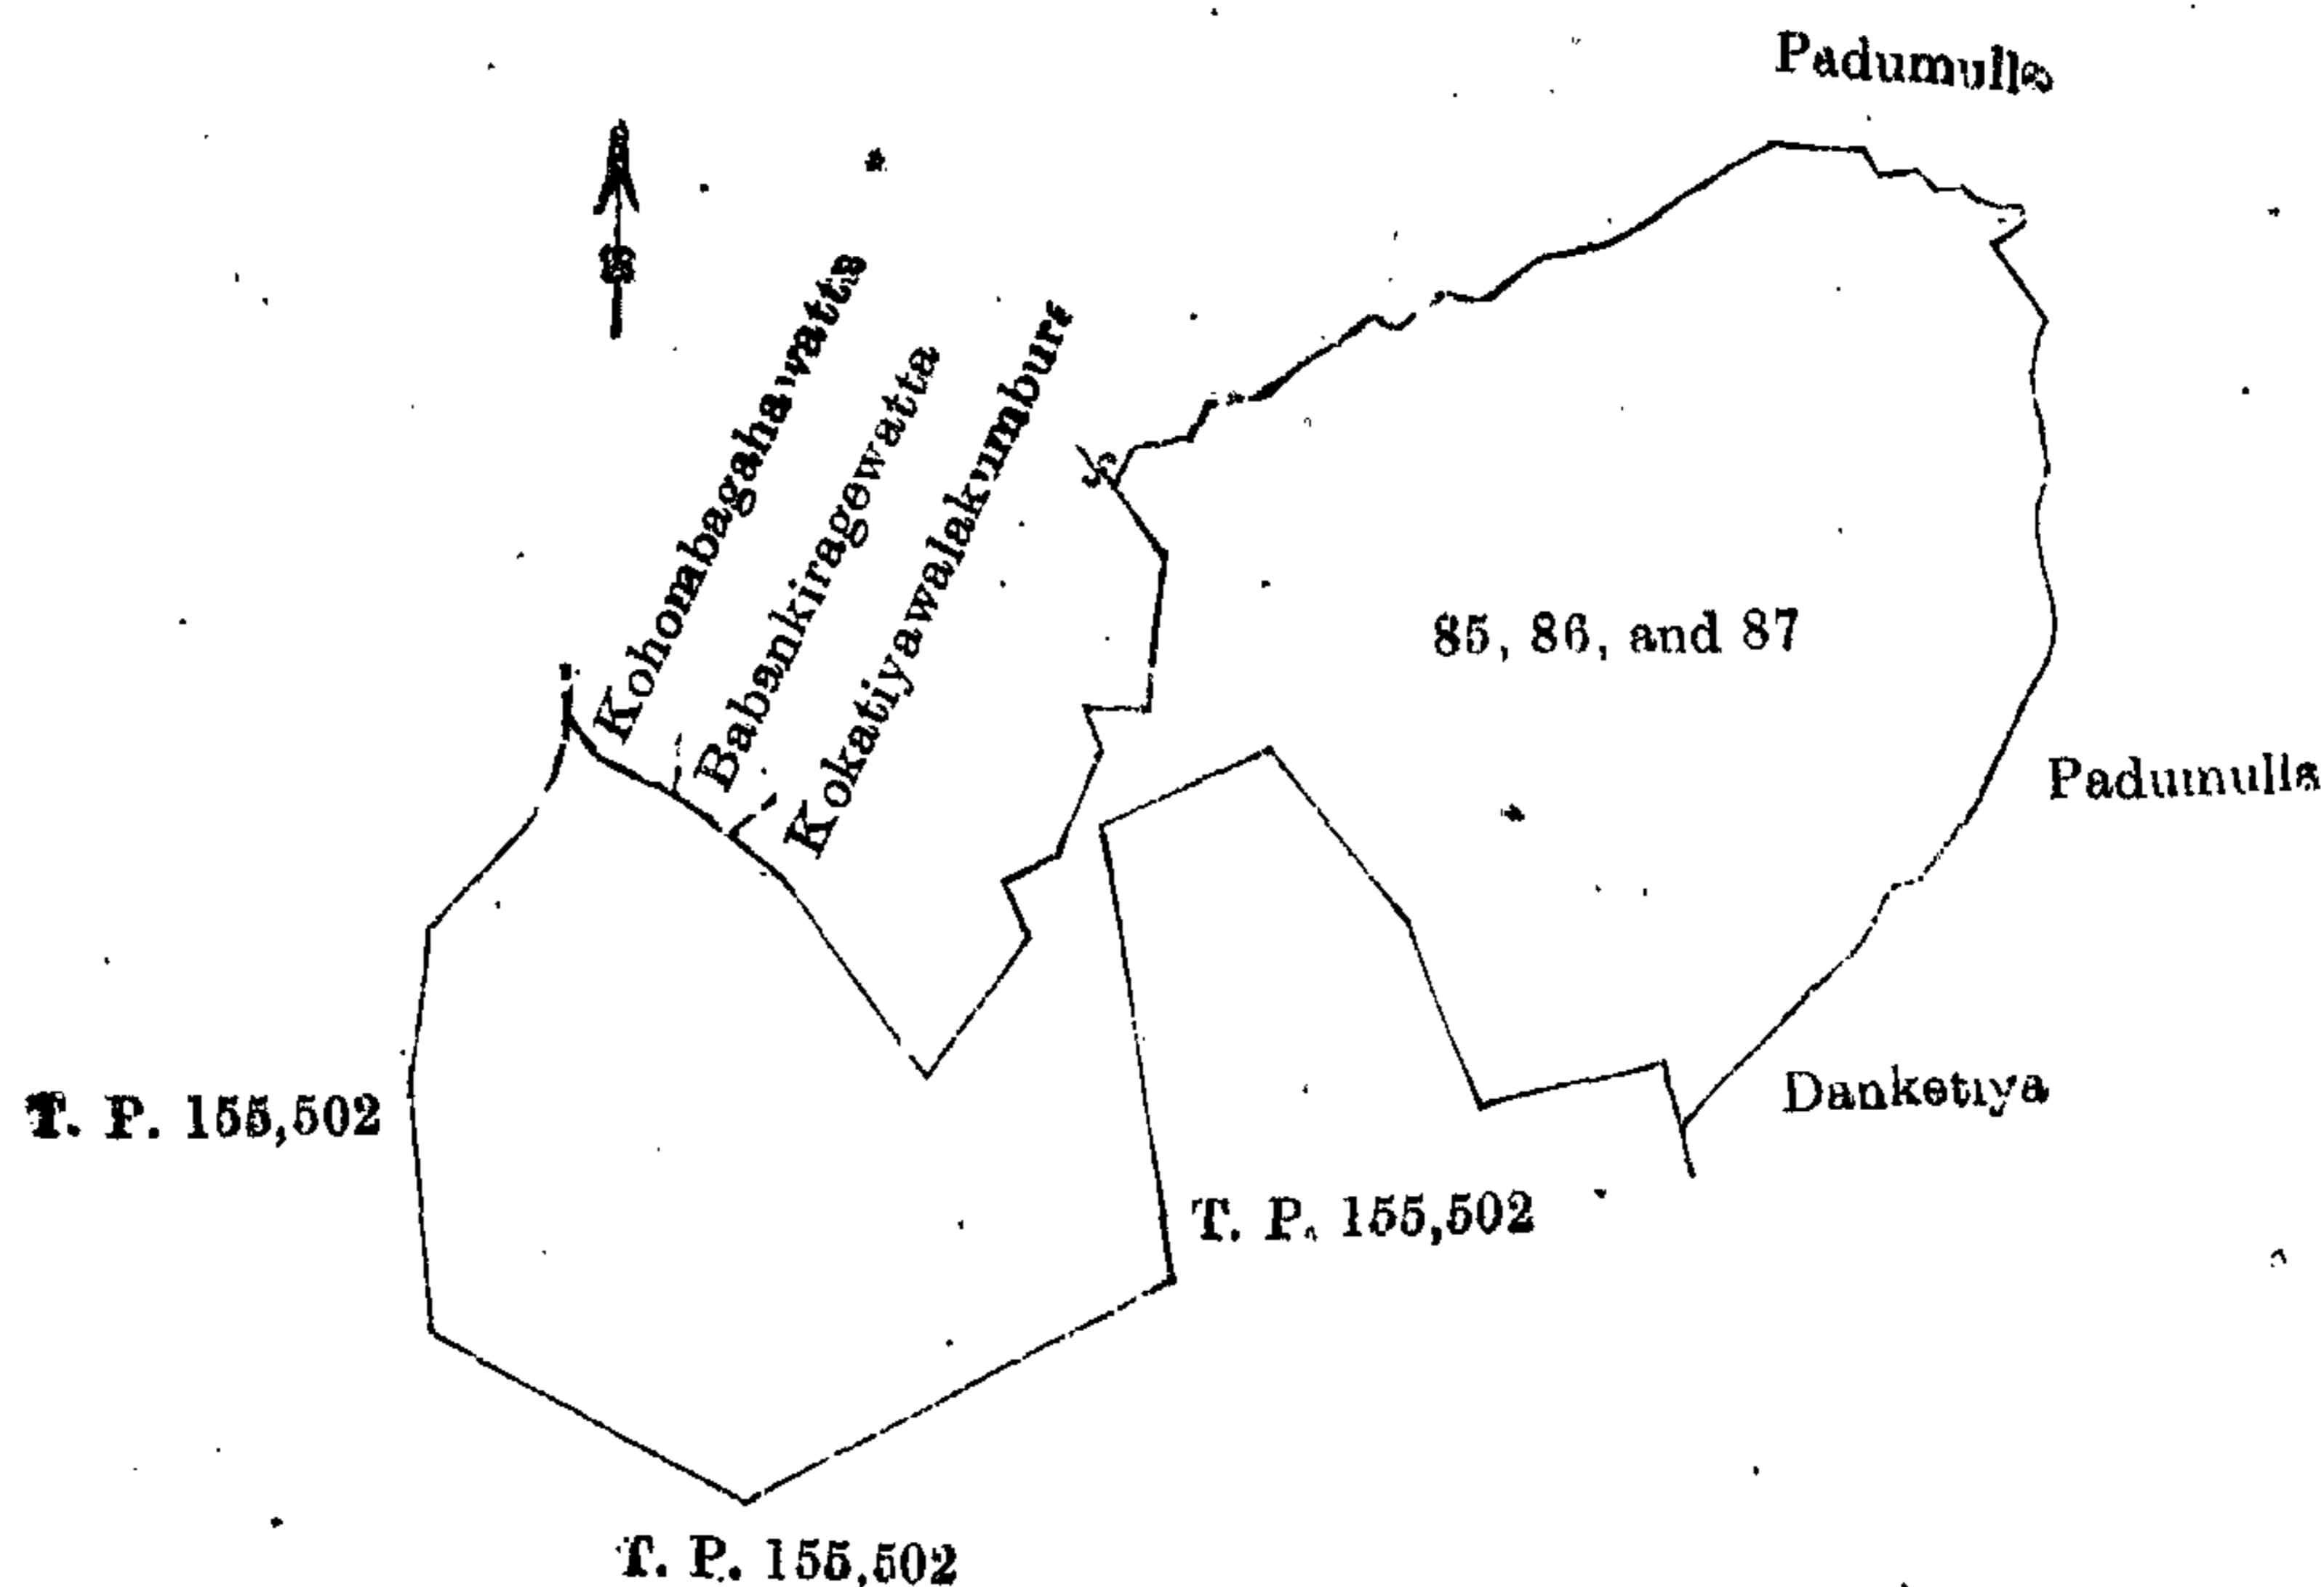 Padumulla
Kohombagahawatta
Babankiragewatta
Kokatiyawalakumbura
85, 86, and 87
Padumulla
Danketiya
T. P. 155,502
T. P. 155,502
T. P. 155,502